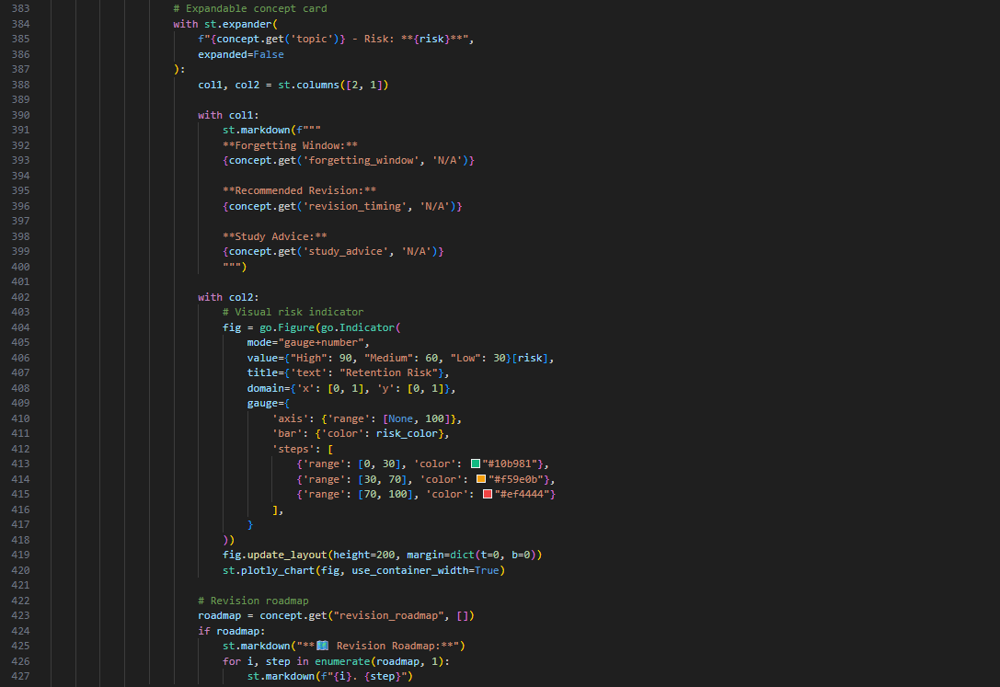 383 # Expandable concept card
384 with st.expander(
385 f"{concept.get('topic')} - Risk: **{risk}**",
386 expanded=False
387 ):
388 col1, col2 = st.columns([2, 1])
389
390 with col1:
391 st.markdown(f"""
392 **Forgetting Window:**
393 {concept.get('forgetting_window', 'N/A')}
394
395 **Recommended Revision:**
396 {concept.get('revision_timing', 'N/A')}
397
398 **Study Advice:**
399 {concept.get('study_advice', 'N/A')}
400 """)
401
402 with col2:
403 # Visual risk indicator
404 fig = go.Figure(go.Indicator(
405 mode="gauge+number",
406 value={"High": 90, "Medium": 60, "Low": 30}[risk],
407 title={'text': "Retention Risk"},
408 domain={'x': [0, 1], 'y': [0, 1]},
409 gauge={
410 'axis': {'range': [None, 100]},
411 'bar': {'color': risk_color},
412 'steps': [
413 {'range': [0, 30], 'color': "#10b981"},
414 {'range': [30, 70], 'color': "#f59e0b"},
415 {'range': [70, 100], 'color': "#ef4444"}
416 ],
417 }
418 ))
419 fig.update_layout(height=200, margin=dict(t=0, b=0))
420 st.plotly_chart(fig, use_container_width=True)
421
422 # Revision roadmap
423 roadmap = concept.get("revision_roadmap", [])
424 if roadmap:
425 st.markdown("**🗺️ Revision Roadmap:**")
426 for i, step in enumerate(roadmap, 1):
427 st.markdown(f"{i}. {step}")